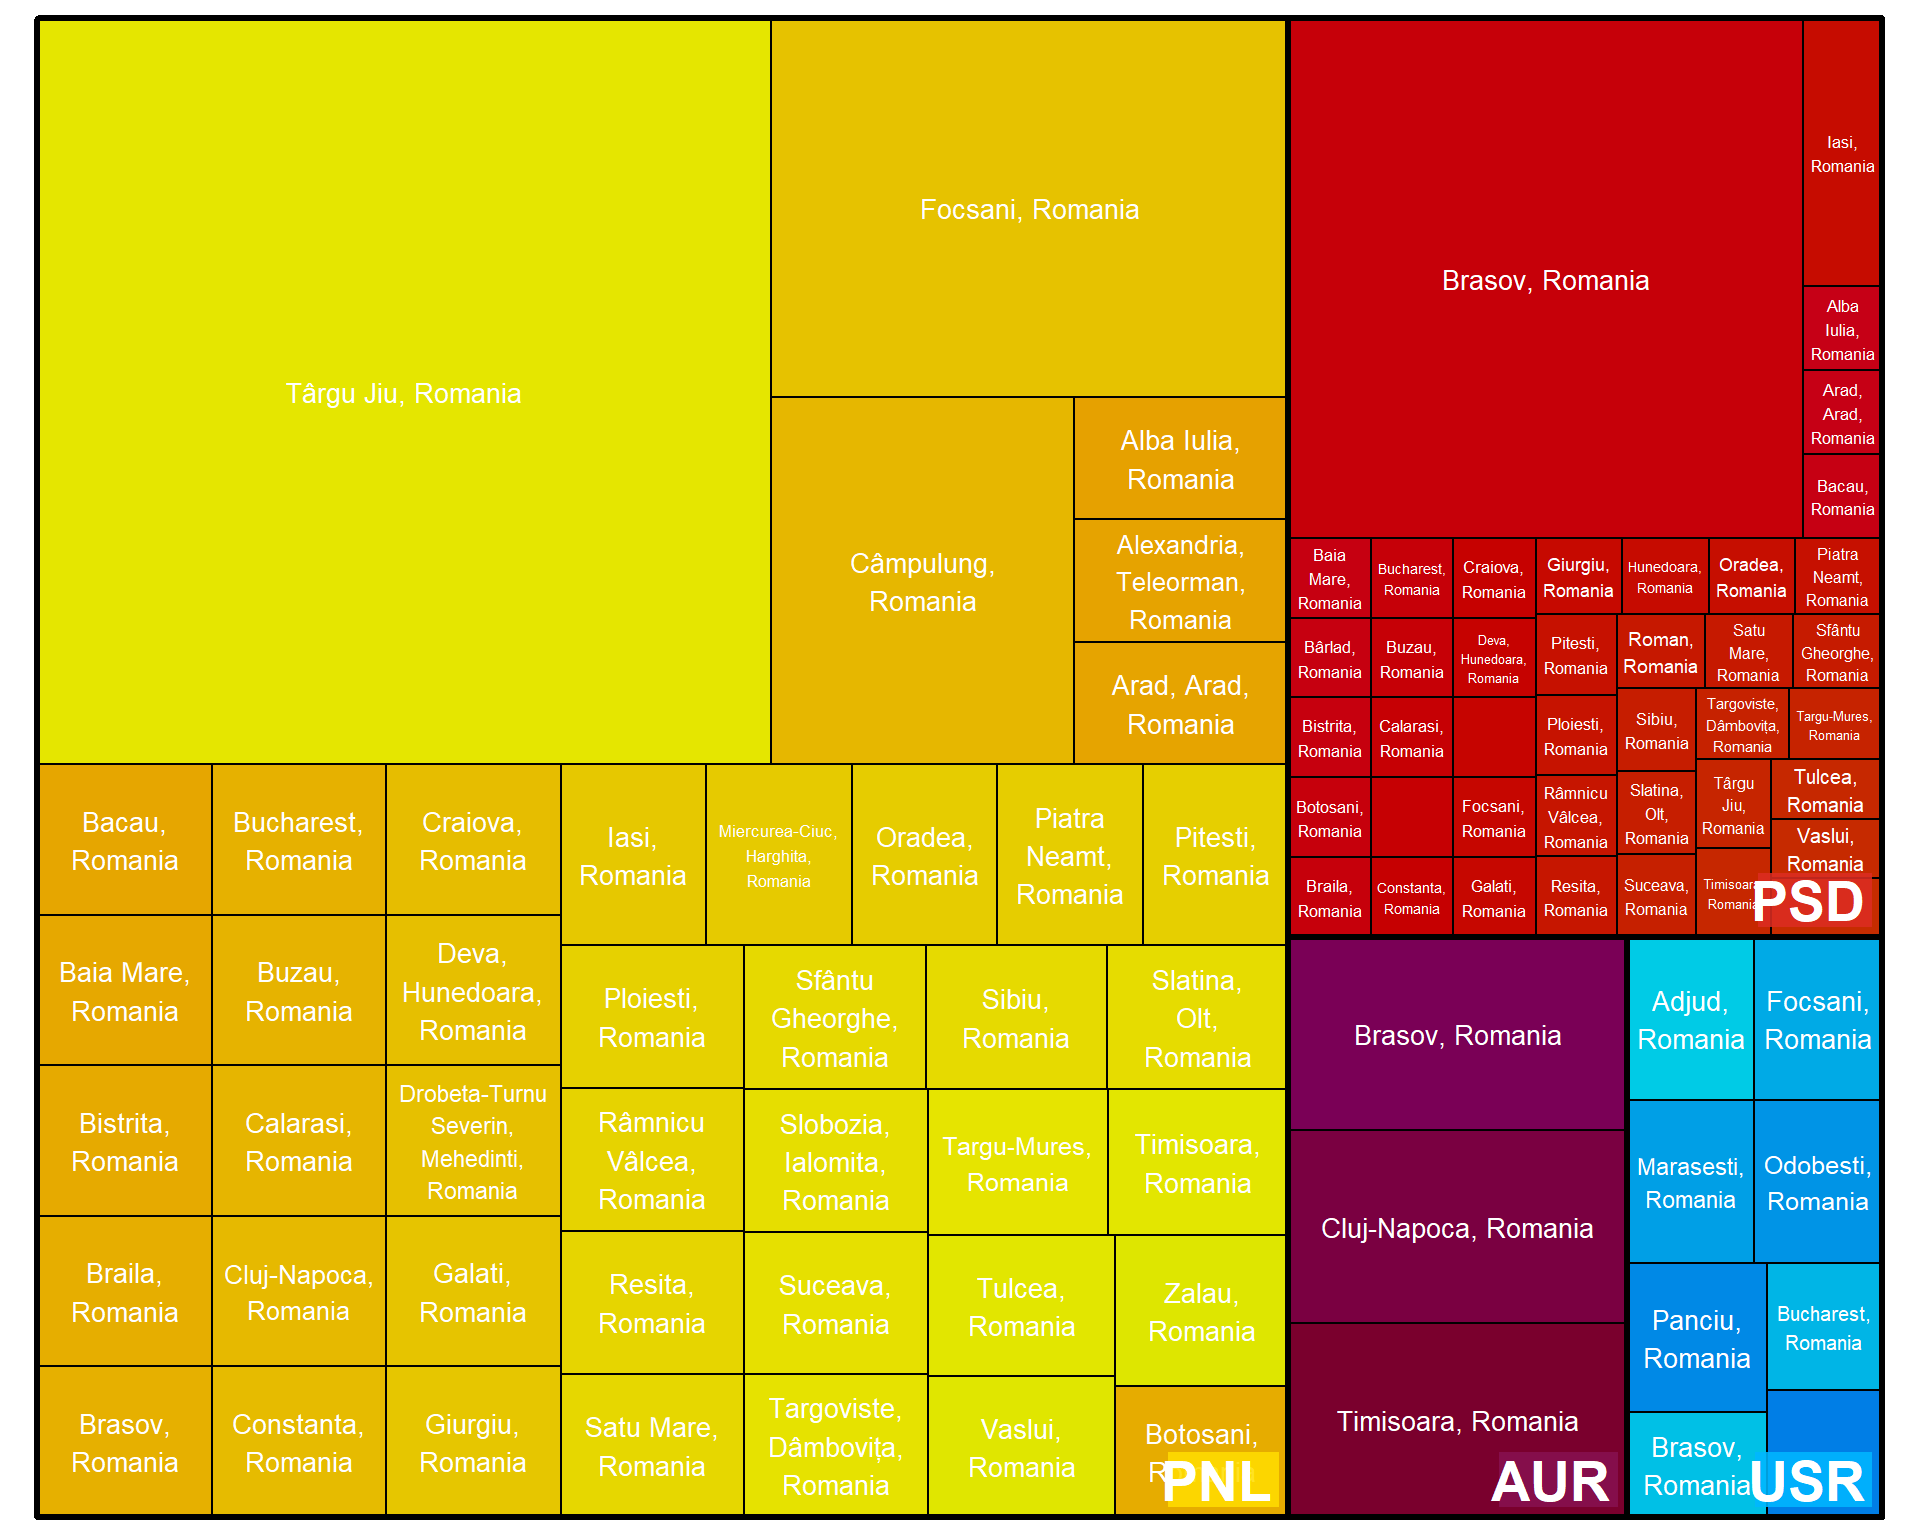 Târgu Jiu, Romania
Focsani, Romania
Câmpulung,
Romania
Alba Iulia,
Romania
Alexandria,
Teleorman,
Romania
Arad, Arad,
Romania
Bacau,
Romania
Baia Mare,
Romania
Bistrita,
Romania
Braila,
Romania
Brasov,
Romania
Bucharest,
Romania
Buzau,
Romania
Calarasi,
Romania
Cluj-Napoca,
Romania
Constanta,
Romania
Craiova,
Romania
Deva,
Hunedoara,
Romania
Drobeta-Turnu
Severin,
Mehedinti,
Romania
Galati,
Romania
Giurgiu,
Romania
Iasi,
Romania
Miercurea-Ciuc,
Harghita,
Romania
Oradea,
Romania
Piatra
Neamt,
Romania
Pitesti,
Romania
Ploiesti,
Romania
Râmnicu
Vâlcea,
Romania
Resita,
Romania
Satu Mare,
Romania
Sfântu
Gheorghe,
Romania
Slobozia,
Ialomita,
Romania
Suceava,
Romania
Targoviste,
Dâmbovița,
Romania
Sibiu,
Romania
Slatina,
Olt,
Romania
Targu-Mures,
Romania
Timisoara,
Romania
Tulcea,
Romania
Vaslui,
Romania
Zalau,
Romania
Botosani,
PNL
Brasov, Romania
Iasi,
Romania
Alba
Iulia,
Romania
Arad,
Arad,
Romania
Bacau,
Romania
Baia
Mare,
Romania
Bârlad,
Romania
Bistrita,
Romania
Botosani,
Romania
Braila,
Romania
Bucharest,
Romania
Buzau,
Romania
Calarasi,
Romania
Constanta,
Romania
Craiova,
Romania
Deva,
Hunedoara,
Romania
Focsani,
Romania
Galati,
Romania
Giurgiu,
Romania
Hunedoara,
Romania
Oradea,
Romania
Piatra
Neamt,
Romania
Pitesti,
Romania
Ploiesti,
Romania
Râmnicu
Vâlcea,
Romania
Resita,
Romania
Roman,
Romania
Satu
Mare,
Romania
Sfântu
Gheorghe,
Romania
Sibiu,
Romania
Slatina,
Olt,
Romania
Suceava,
Romania
Targoviste,
Dâmbovița,
Romania
Targu-Mures,
Romania
Târgu
Jiu,
Romania
Timisoara,
Romania
Tulcea,
Romania
Vaslui,
Romania
PSD
Brasov, Romania
Cluj-Napoca, Romania
Timisoara, Romania
AUR
Adjud,
Romania
Focsani,
Romania
Marasesti,
Romania
Odobesti,
Romania
Panciu,
Romania
Bucharest,
Romania
Brasov,
Romania
USR